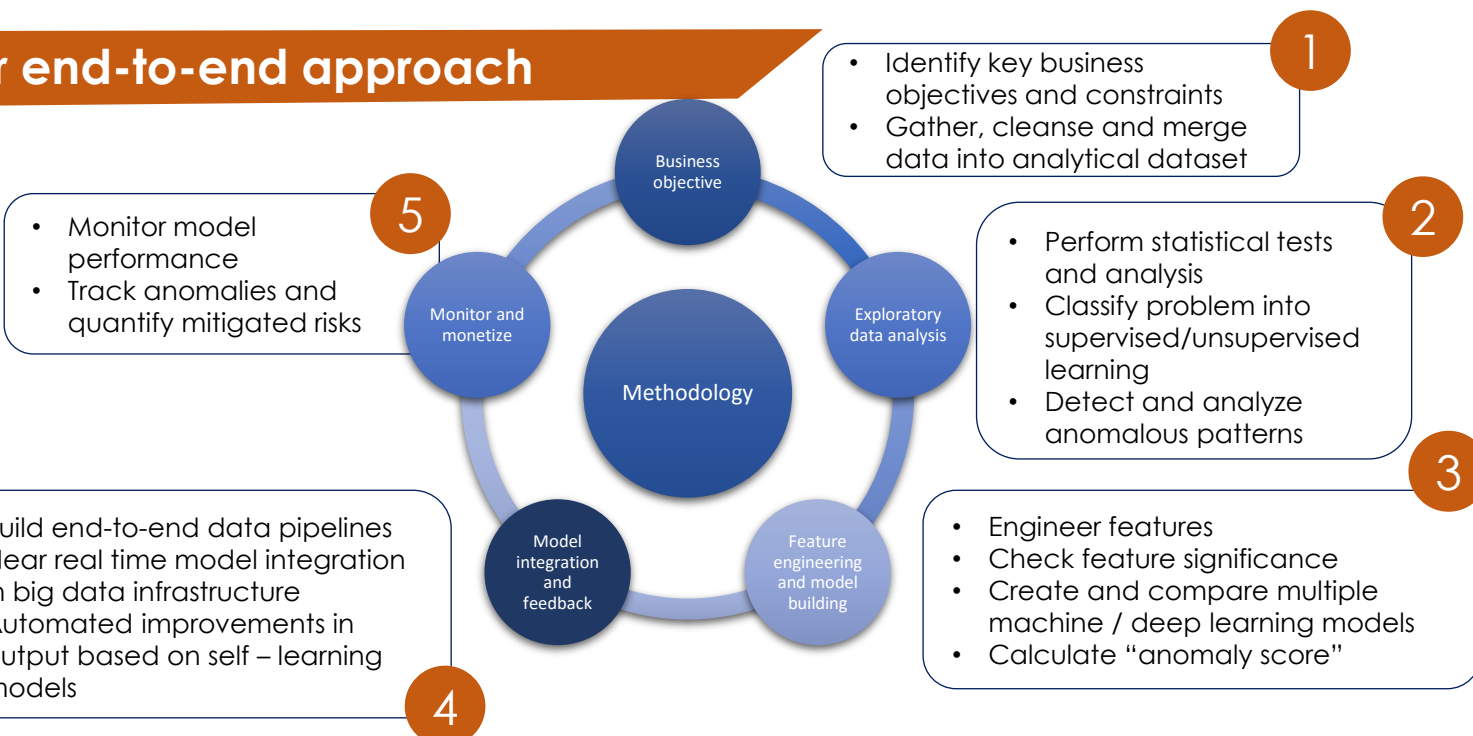 end-to-end approach
1
• Identify key business
objectives and constraints
• Gather, cleanse and merge
data into analytical dataset
Business
objective
5
• Monitor model
performance
• Track anomalies and
quantify mitigated risks
2
• Perform statistical tests
and analysis
• Classify problem into
supervised/unsupervised
learning
• Detect and analyze
anomalous patterns
Monitor and
monetize
Exploratory
data analysis
Methodology
3
• Engineer features
• Check feature significance
• Create and compare multiple
machine / deep learning models
• Calculate “anomaly score”
Model
integration
and
feedback
Feature
engineering
and model
building
end-to-end data pipelines
real time model integration
big data infrastructure
improvements in
based on self – learning
4